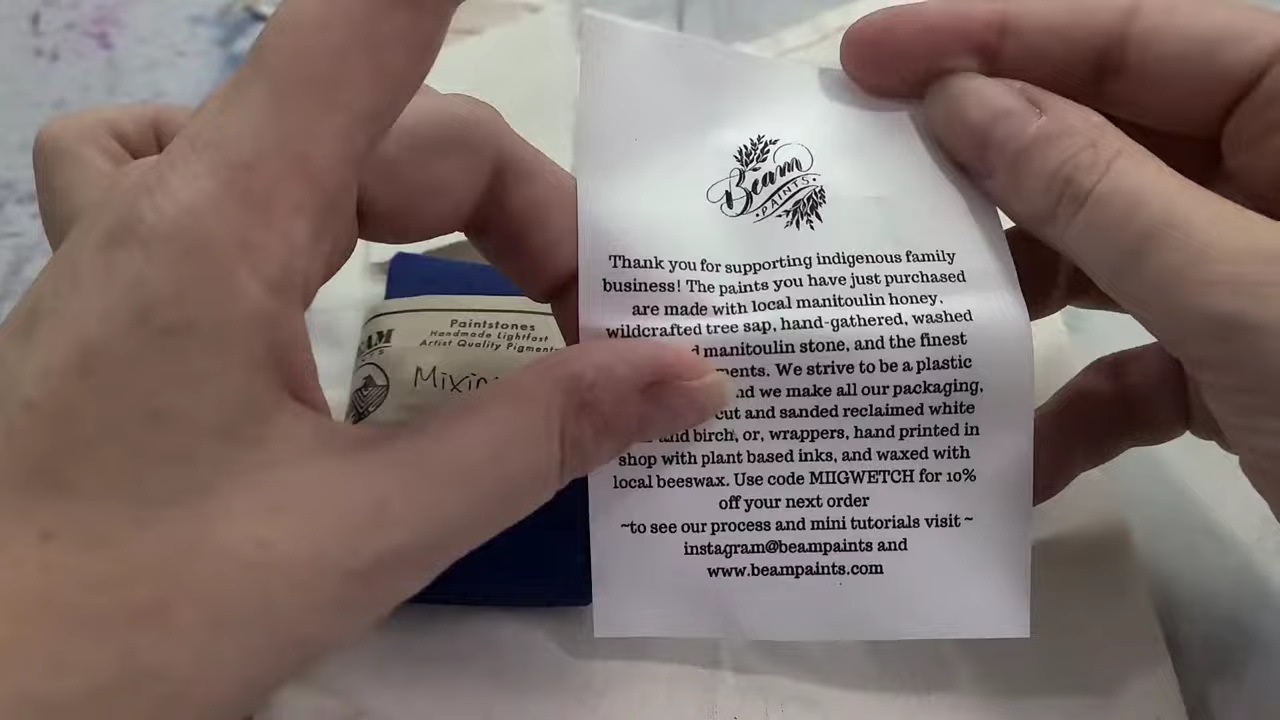 Beam
PAINTS
Thank you for supporting indigenous family
business! The paints you have just purchased
are made with local manitoulin honey,
wildcrafted tree sap, hand-gathered, washed
manitoulin stone, and the finest
We strive to be a plastic
we make all our packaging,
and sanded reclaimed white
and birch, or, wrappers, hand printed in
shop with plant based inks, and waxed with
local beeswax. Use code MIIGWETCH for 10%
off your next order
~to see our process and mini tutorials visit~
instagram@beampaints and
www.beampaints.com
Paintstones
Handmade Lightfast
Artist Quality